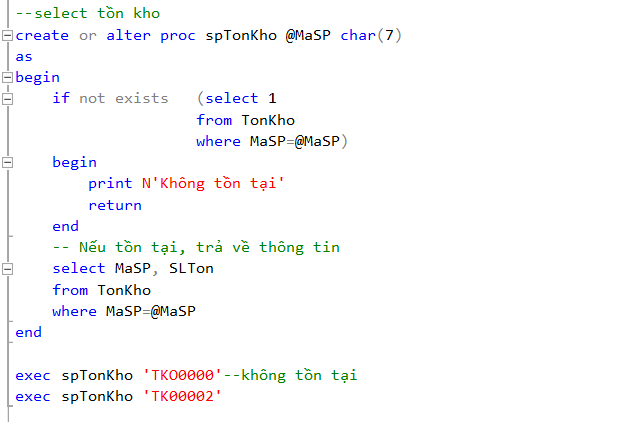 --select tồn kho
create or alter proc spTonKho @MaSP char(7)
as
begin
if not exists (select 1
from TonKho
where MaSP=@MaSP)
begin
print N'Không tồn tại'
return
end
-- Nếu tồn tại, trả về thông tin
select MaSP, SLTon
from TonKho
where MaSP=@MaSP
end
exec spTonKho 'TKO0000'--không tồn tại
exec spTonKho 'TK00002'